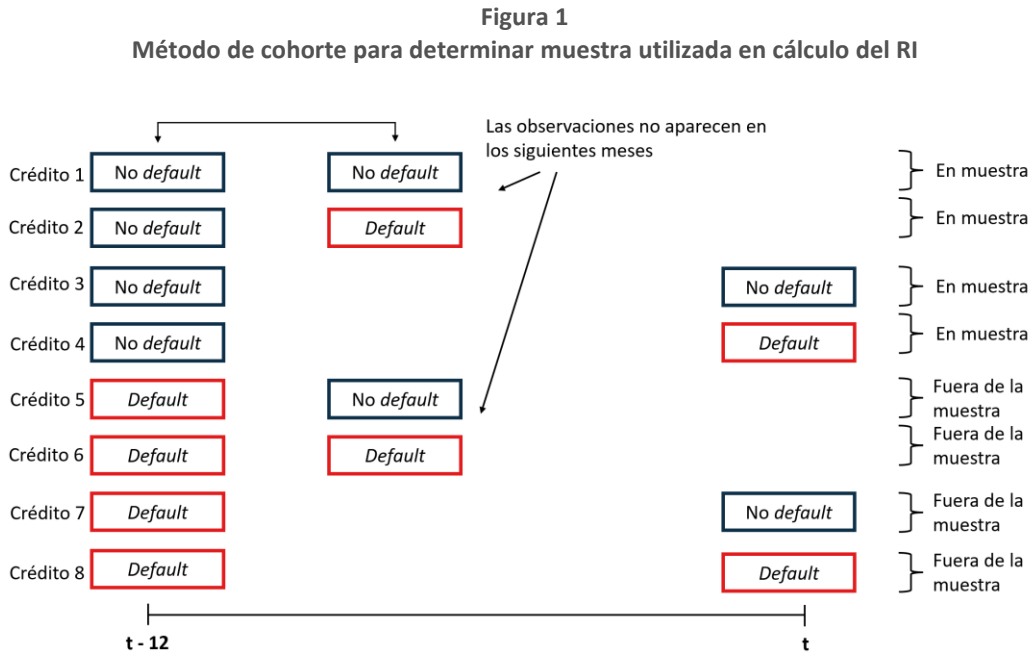 Figura 1
Método de cohorte para determinar muestra utilizada en cálculo del RI
Las observaciones no aparecen en
los siguientes meses
Crédito 1 No default No default En muestra
Crédito 2 No default Default En muestra
Crédito 3 No default No default En muestra
Crédito 4 No default Default En muestra
Crédito 5 Default No default Fuera de la
muestra
Crédito 6 Default Default Fuera de la
muestra
Crédito 7 Default No default Fuera de la
muestra
Crédito 8 Default Default Fuera de la
muestra
t - 12 t